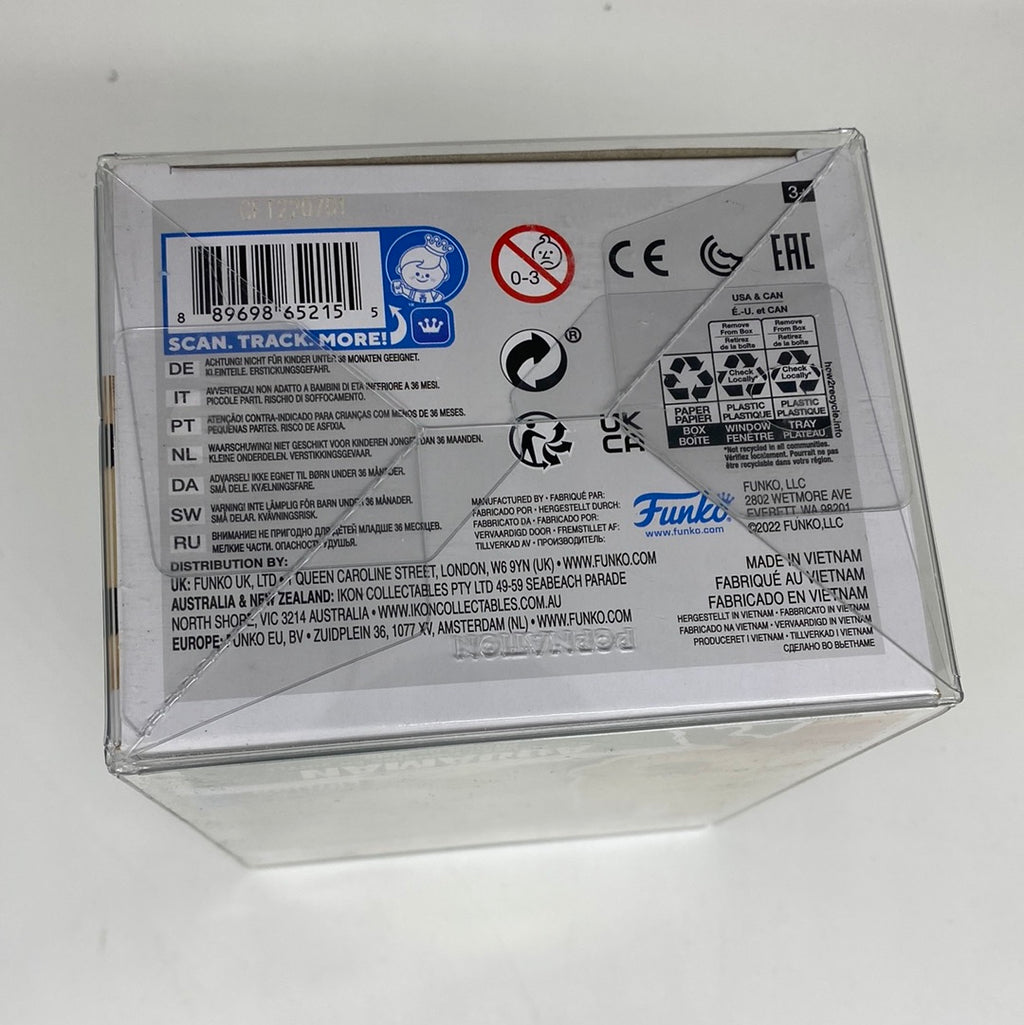 3+
8 89698 65215 5
SCAN. TRACK. MORE!
DE ACHTUNG! NICHT FÜR KINDER UNTER 36 MONATEN GEEIGNET.
KLEINTEILE. ERSTICKUNGSGEFAHR.
IT AVVERTENZA! NON ADATTO A BAMBINI DI ETÀ INFERIORE A 36 MESI.
PICCOLE PARTI. RISCHIO DI SOFFOCAMENTO.
PT ATENÇÃO! CONTRA-INDICADO PARA CRIANÇAS COM MENOS DE 36 MESES.
PEQUENAS PARTES. RISCO DE ASFIXIA.
NL WAARSCHUWING! NIET GESCHIKT VOOR KINDEREN JONGER DAN 36 MAANDEN.
KLEINE ONDERDELEN. VERSTIKKINGSGEVAAR.
DA ADVARSEL! IKKE EGNET TIL BØRN UNDER 36 MÅNEDER.
SMÅ DELE. KVÆLNINGSFARE.
SW VARNING! INTE LÄMPLIG FÖR BARN UNDER 36 MÅNADER.
SMÅ DELAR. KVÄVNINGSRISK.
RU ВНИМАНИЕ! НЕ ПРИГОДНО ДЛЯ ДЕТЕЙ МЛАДШЕ 36 МЕСЯЦЕВ.
МЕЛКИЕ ЧАСТИ. ОПАСНОСТЬ УДУШЬЯ.
0-3
CE
EAC
®
UK
CA
USA & CAN
É.-U. et CAN
Remove From Box
Retirez de la boîte
Remove From Box
Retirez de la boîte
Check Locally*
Check Locally*
PAPER
PAPIER
PLASTIC
PLASTIQUE
PLASTIC
PLASTIQUE
BOX
BOÎTE
WINDOW
FENÊTRE
TRAY
PLATEAU
how2recycle.info
*Not recycled in all communities.
Vérifiez localement. Pourrait ne pas
être recyclable dans votre région.
MANUFACTURED BY • FABRIQUÉ PAR:
FABRICADO POR • HERGESTELLT DURCH:
FABBRICATO DA • FABRICADO POR:
VERVAARDIGD DOOR • FREMSTILLET AF:
TILLVERKAD AV • ПРОИЗВОДИТЕЛЬ:
Funko
www.funko.com
FUNKO, LLC
2802 WETMORE AVE
EVERETT, WA 98201
©2022 FUNKO,LLC
DISTRIBUTION BY:
UK: FUNKO UK, LTD • 1 QUEEN CAROLINE STREET, LONDON, W6 9YN (UK) • WWW.FUNKO.COM
AUSTRALIA & NEW ZEALAND: IKON COLLECTABLES PTY LTD 49-59 SEABEACH PARADE
NORTH SHORE, VIC 3214 AUSTRALIA • WWW.IKONCOLLECTABLES.COM.AU
EUROPE: FUNKO EU, BV • ZUIDPLEIN 36, 1077 XV, AMSTERDAM (NL) • WWW.FUNKO.COM
MADE IN VIETNAM
FABRIQUÉ AU VIETNAM
FABRICADO EN VIETNAM
HERGESTELLT IN VIETNAM • FABBRICATO IN VIETNAM
FABRICADO NA VIETNAM • VERVAARDIGD IN VIETNAM
PRODUCERET I VIETNAM • TILLVERKAD I VIETNAM
СДЕЛАНО ВО ВЬЕТНАМЕ
POPNATION